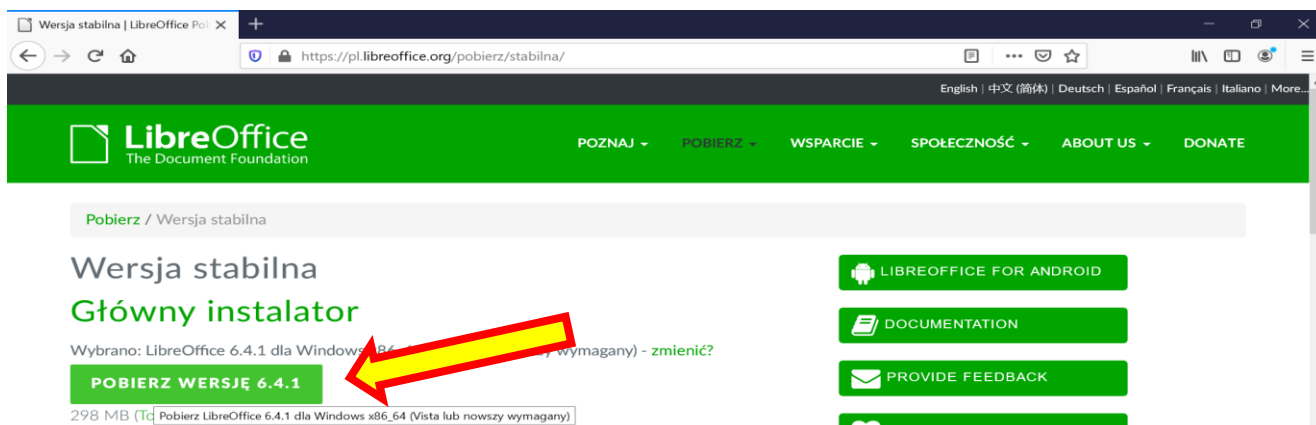 Wersja stabilna | LibreOffice Pol
https://pl.libreoffice.org/pobierz/stabilna/
English | 中文 (简体) | Deutsch | Español | Français | Italiano | More...
LibreOffice
The Document Foundation
POZNAJ POBIERZ WSPARCIE SPOŁECZNOŚĆ ABOUT US DONATE
Pobierz / Wersja stabilna
Wersja stabilna
Główny instalator
Wybrano: LibreOffice 6.4.1 dla Windows wymagany) - zmienić?
POBIERZ WERSJĘ 6.4.1
298 MB
Pobierz LibreOffice 6.4.1 dla Windows x86_64 (Vista lub nowszy wymagany)
LIBREOFFICE FOR ANDROID
DOCUMENTATION
PROVIDE FEEDBACK